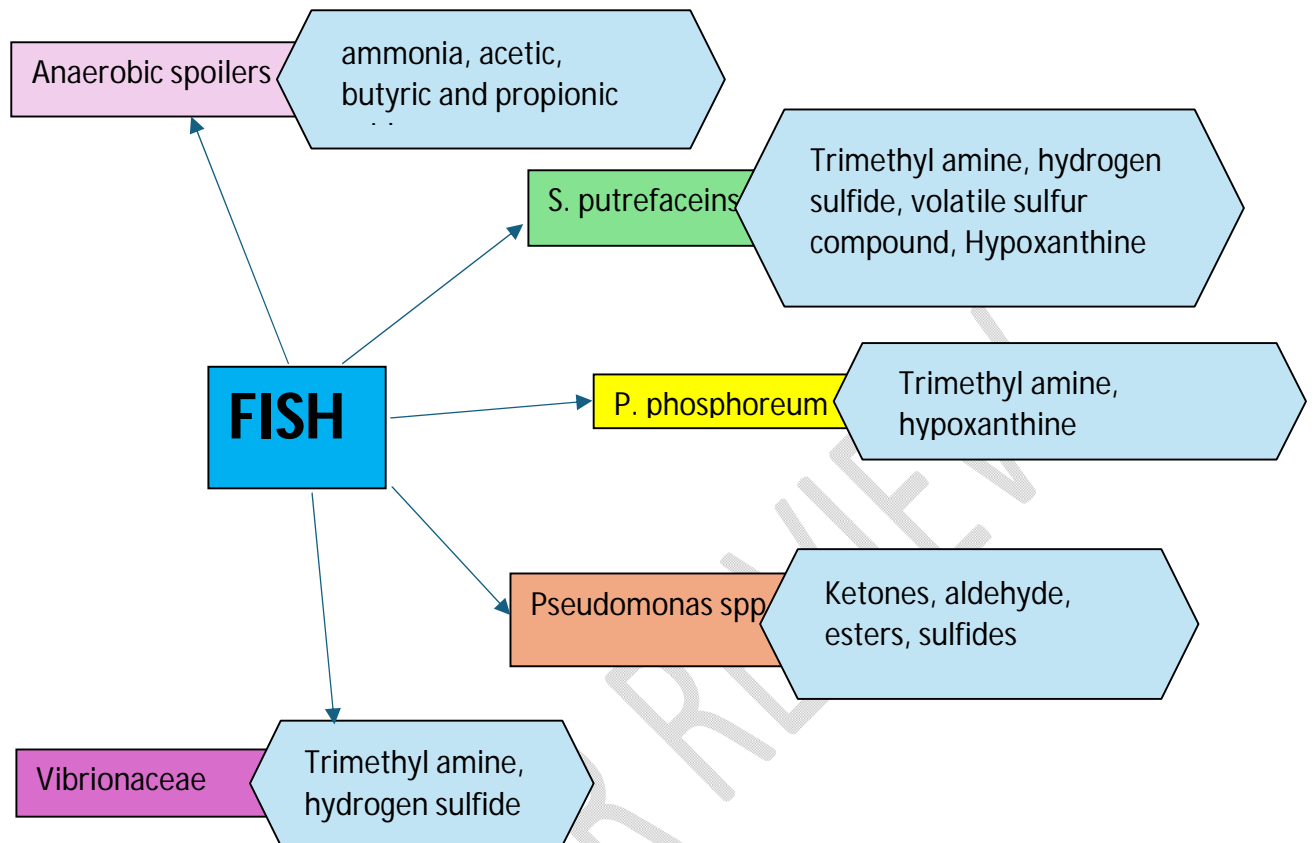 Anaerobic spoilers
ammonia, acetic,
butyric and propionic
S. putrefaceins
Trimethyl amine, hydrogen
sulfide, volatile sulfur
compound, Hypoxanthine
FISH
P. phosphoreum
Trimethyl amine,
hypoxanthine
Pseudomonas spp
Ketones, aldehyde,
esters, sulfides
Vibrionaceae
Trimethyl amine,
hydrogen sulfide
R REVIEW